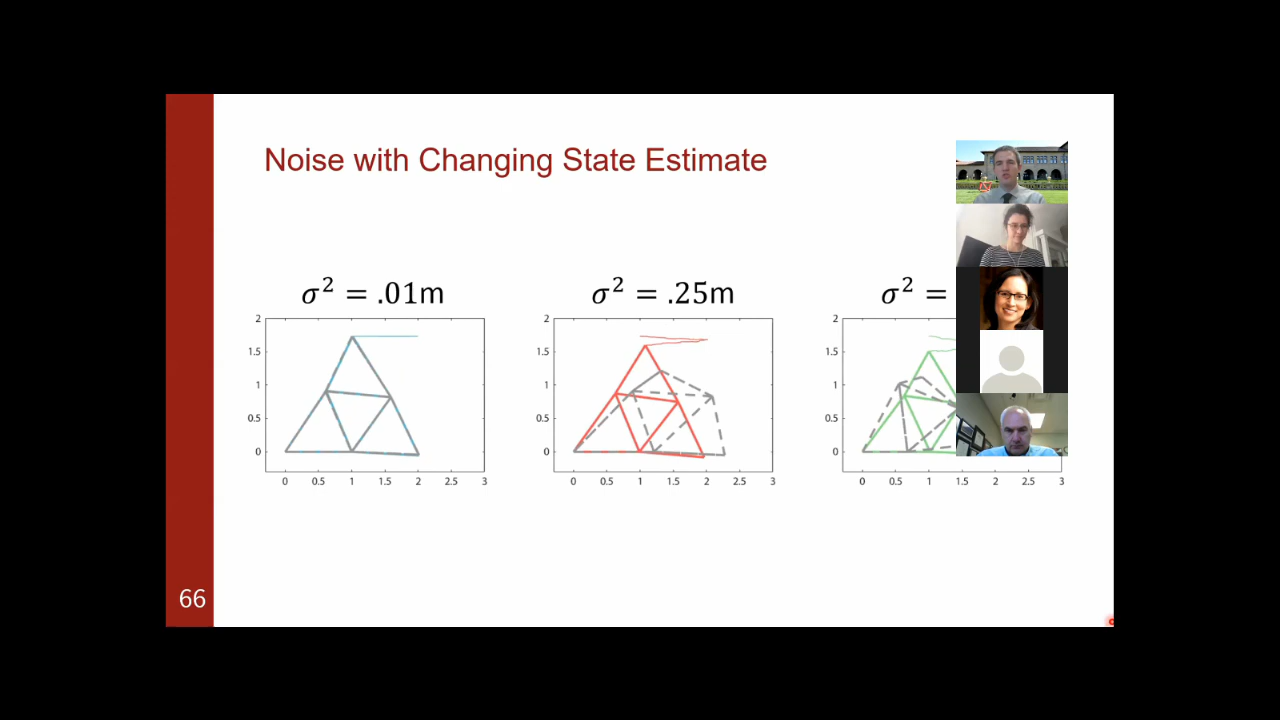 Noise with Changing State Estimate
σ² = .01m
σ² = .25m
σ² =
2
1.5
1
0.5
0
0 0.5 1 1.5 2 2.5 3
2
1.5
1
0.5
0
0 0.5 1 1.5 2 2.5 3
2
1.5
1
0.5
0
0 0.5 1 1.5 2 2.5 3
66